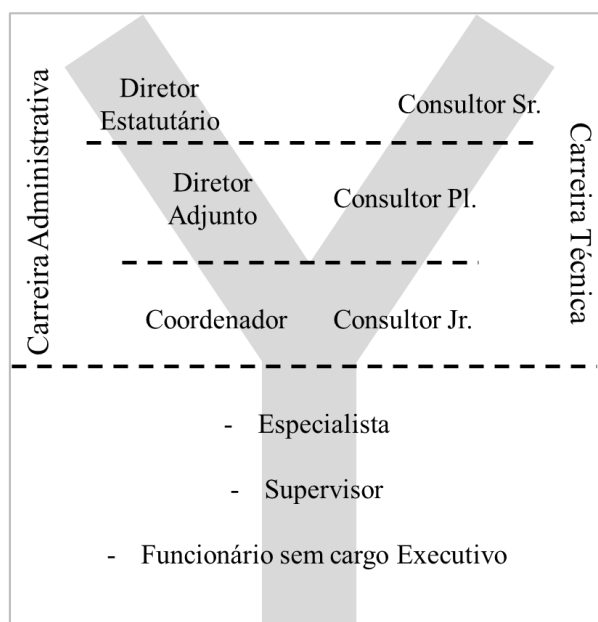 Carreira Administrativa
Diretor
Estatutário
Consultor Sr.
Diretor
Adjunto
Consultor Pl.
Coordenador
Consultor Jr.
Carreira Técnica
- Especialista
- Supervisor
- Funcionário sem cargo Executivo